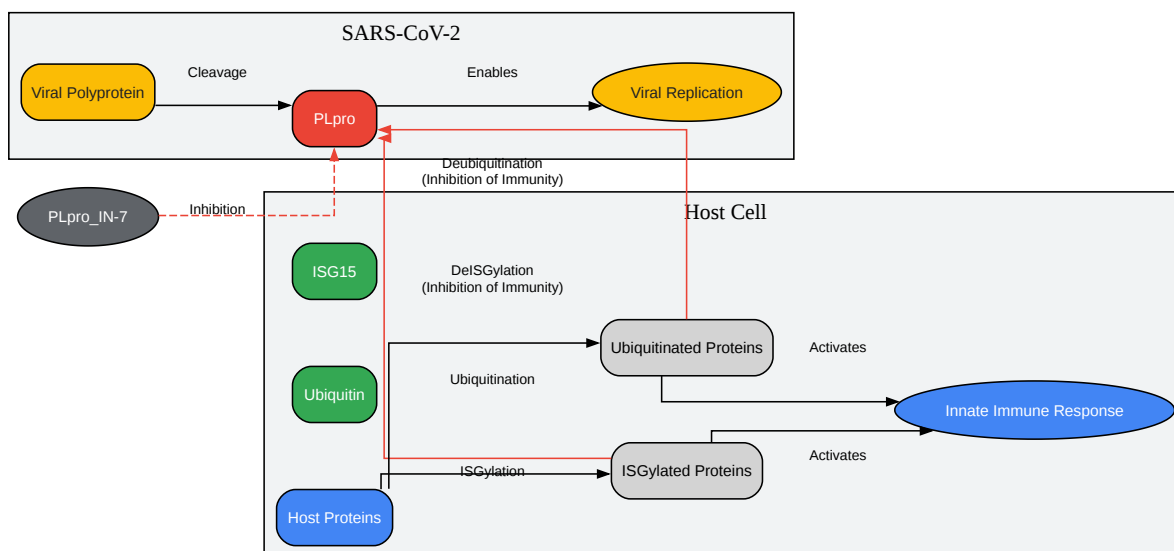 SARS-CoV-2
Cleavage
Enables
Viral Polyprotein
Viral Replication
PLpro
Deubiquitination
(Inhibition of Immunity)
PLpro_IN-7
Inhibition
Host Cell
ISG15
DeISGylation
(Inhibition of Immunity)
Ubiquitinated Proteins
Activates
Ubiquitination
Ubiquitin
Innate Immune Response
Activates
ISGylation
ISGylated Proteins
Host Proteins